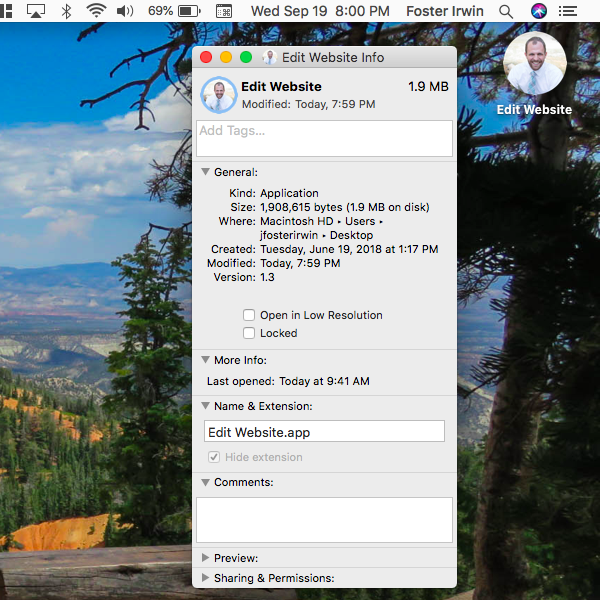 69% Wed Sep 19 8:00 PM Foster Irwin
Edit Website Info
Edit Website 1.9 MB
Modified: Today, 7:59 PM
Add Tags...
General:
Kind: Application
Size: 1,908,615 bytes (1.9 MB on disk)
Where: Macintosh HD ▸ Users ▸
jfosterirwin ▸ Desktop
Created: Tuesday, June 19, 2018 at 1:17 PM
Modified: Today, 7:59 PM
Version: 1.3
Open in Low Resolution
Locked
More Info:
Last opened: Today at 9:41 AM
Name & Extension:
Edit Website.app
Hide extension
Comments:
Preview:
Sharing & Permissions:
Edit Website